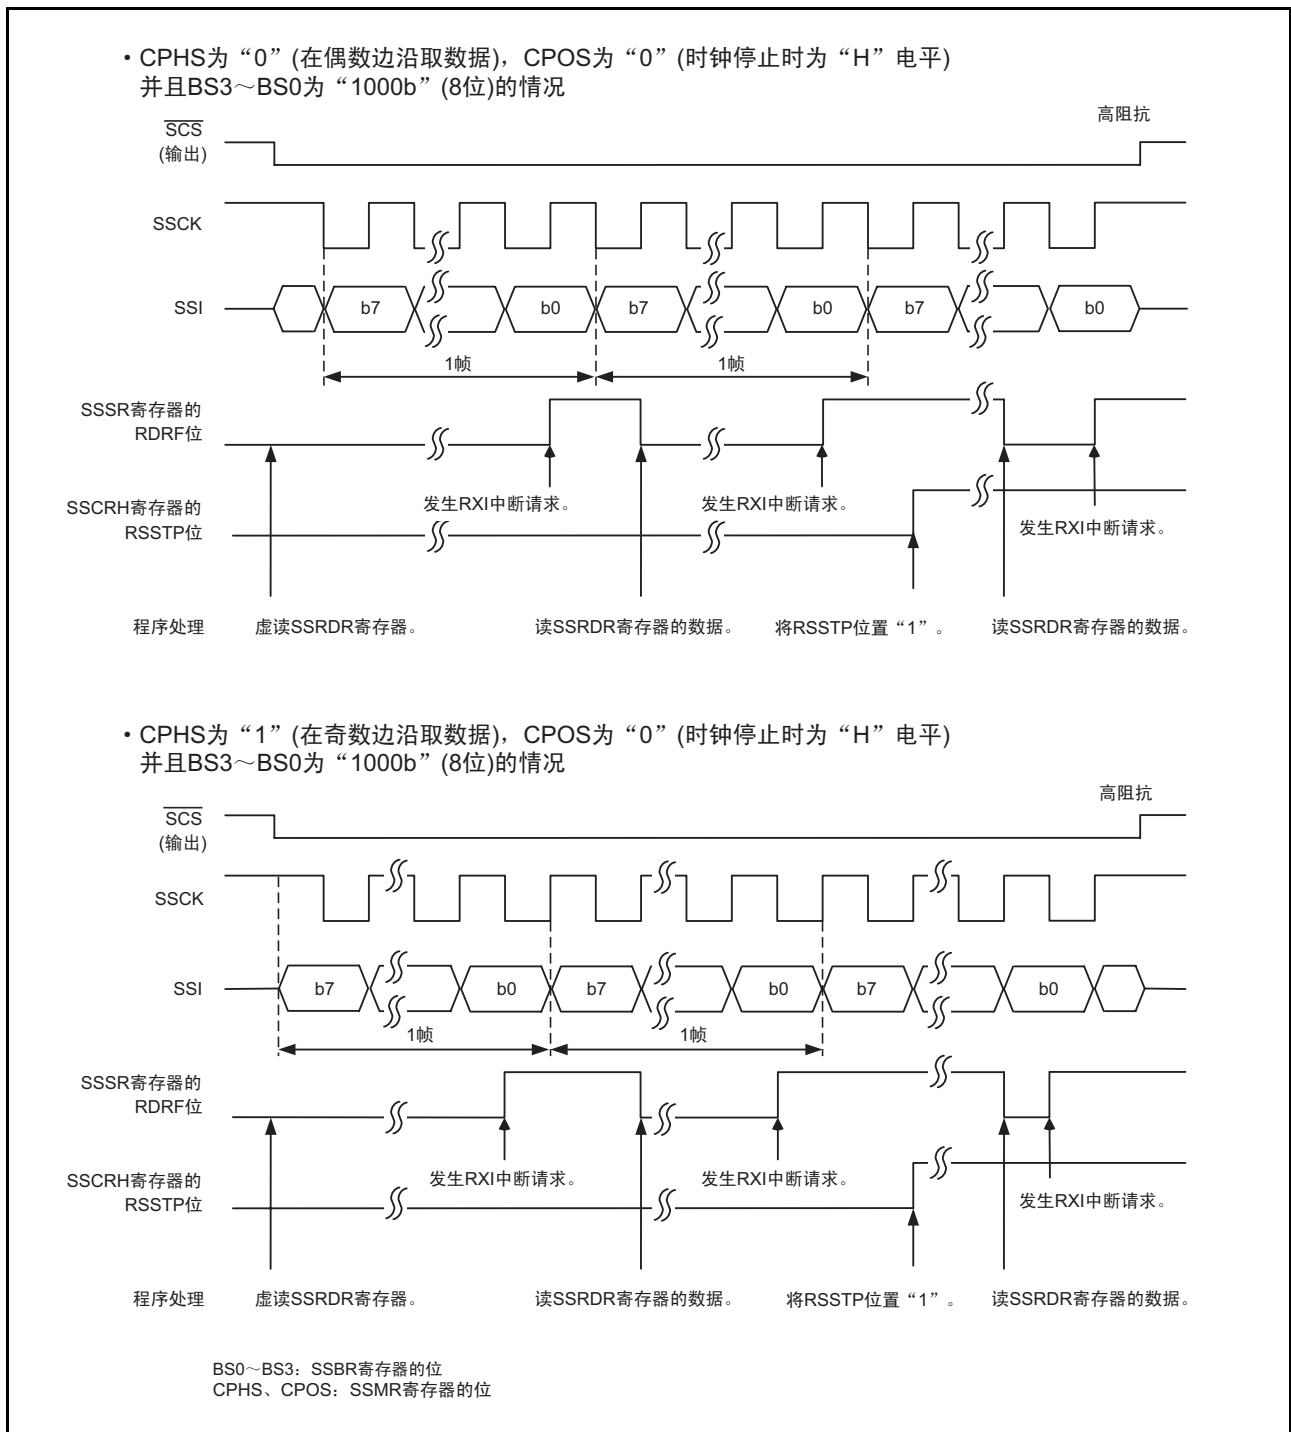 • CPHS为“0”(在偶数边沿取数据)，CPOS为“0”(时钟停止时为“H”电平)
并且BS3～BS0为“1000b”(8位)的情况
高阻抗
SCS
(输出)
SSCK
SSI
b7
b0
b7
b0
b7
b0
1帧
1帧
SSSR寄存器的
RDRF位
发生RXI中断请求。
发生RXI中断请求。
SSCRH寄存器的
RSSTP位
发生RXI中断请求。
程序处理
虚读SSRDR寄存器。
读SSRDR寄存器的数据。
将RSSTP位置“1”。
读SSRDR寄存器的数据。
• CPHS为“1”(在奇数边沿取数据)，CPOS为“0”(时钟停止时为“H”电平)
并且BS3～BS0为“1000b”(8位)的情况
高阻抗
SCS
(输出)
SSCK
SSI
b7
b0
b7
b0
b7
b0
1帧
1帧
SSSR寄存器的
RDRF位
发生RXI中断请求。
发生RXI中断请求。
SSCRH寄存器的
RSSTP位
发生RXI中断请求。
程序处理
虚读SSRDR寄存器。
读SSRDR寄存器的数据。
将RSSTP位置“1”。
读SSRDR寄存器的数据。
BS0～BS3：SSBR寄存器的位
CPHS、CPOS：SSMR寄存器的位